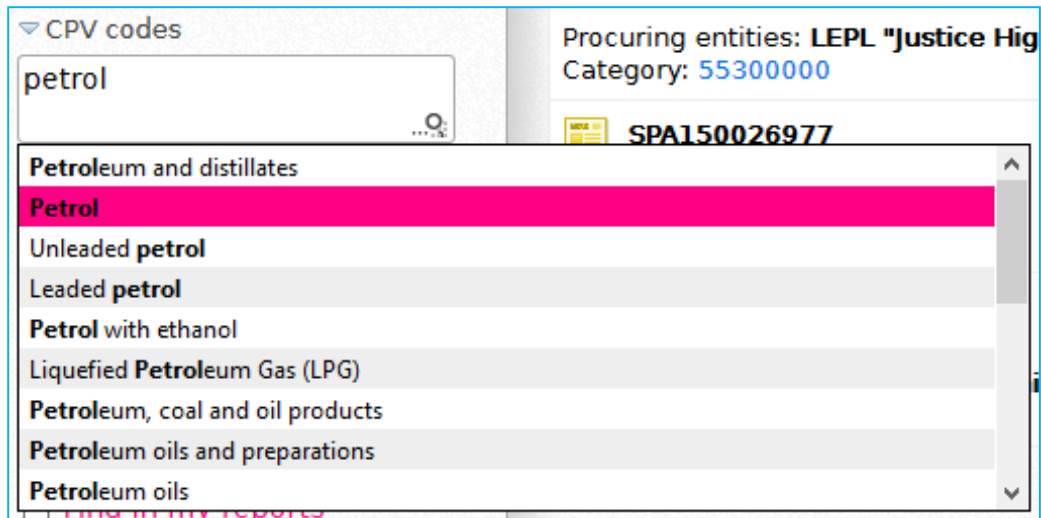 CPV codes
petrol
Procuring entities: LEPL "Justice Hig
Category: 55300000
SPA150026977
Petroleum and distillates
Petrol
Unleaded petrol
Leaded petrol
Petrol with ethanol
Liquefied Petroleum Gas (LPG)
Petroleum, coal and oil products
Petroleum oils and preparations
Petroleum oils